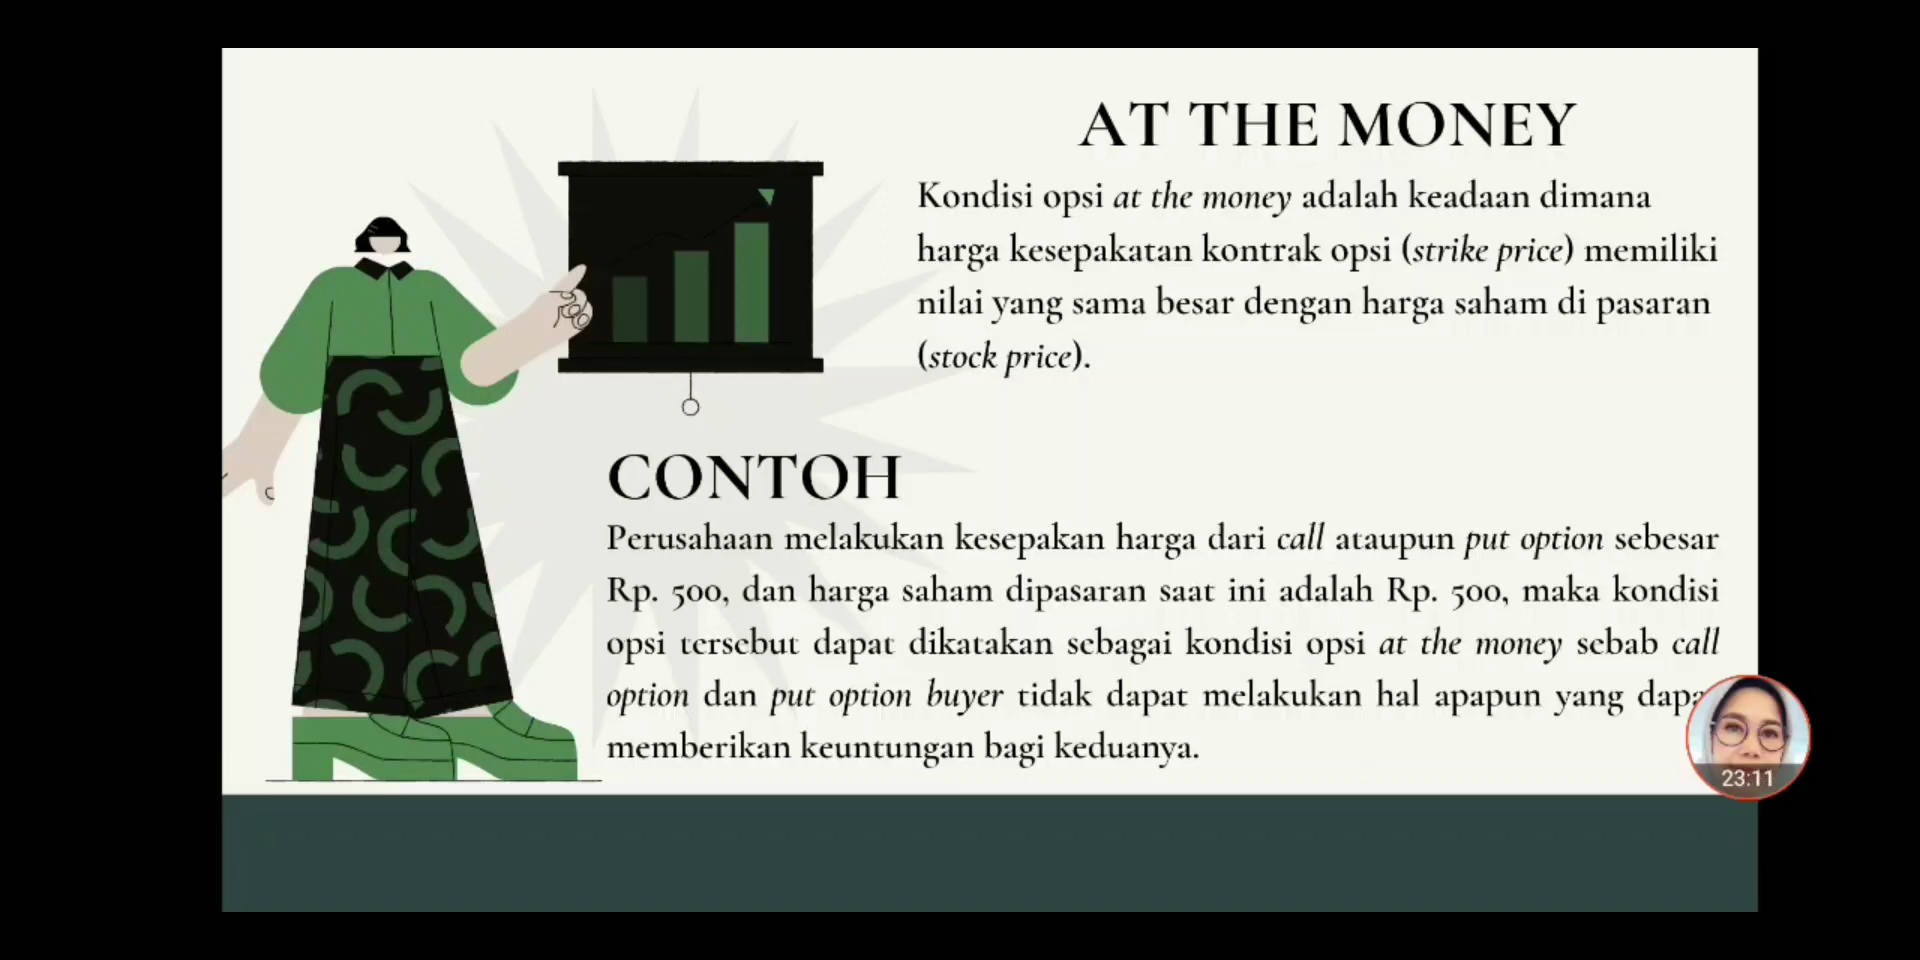 AT THE MONEY
Kondisi opsi at the money adalah keadaan dimana
harga kesepakatan kontrak opsi (strike price) memiliki
nilai yang sama besar dengan harga saham di pasaran
(stock price).
CONTOH
Perusahaan melakukan kesepakan harga dari call ataupun put option sebesar
Rp. 500, dan harga saham dipasaran saat ini adalah Rp. 500, maka kondisi
opsi tersebut dapat dikatakan sebagai kondisi opsi at the money sebab call
option dan put option buyer tidak dapat melakukan hal apapun yang
memberikan keuntungan bagi keduanya.
23:11